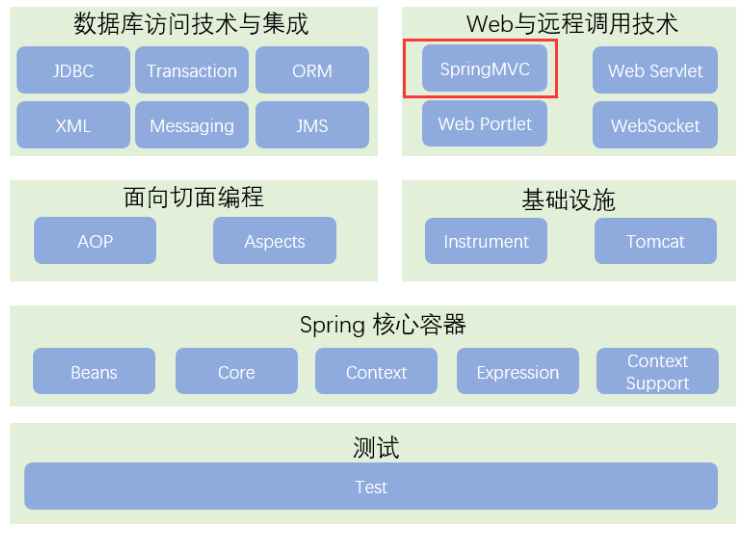 数据库访问技术与集成
JDBC
Transaction
ORM
XML
Messaging
JMS
Web与远程调用技术
SpringMVC
Web Servlet
Web Portlet
WebSocket
面向切面编程
AOP
Aspects
基础设施
Instrument
Tomcat
Spring 核心容器
Beans
Core
Context
Expression
Context
Support
测试
Test